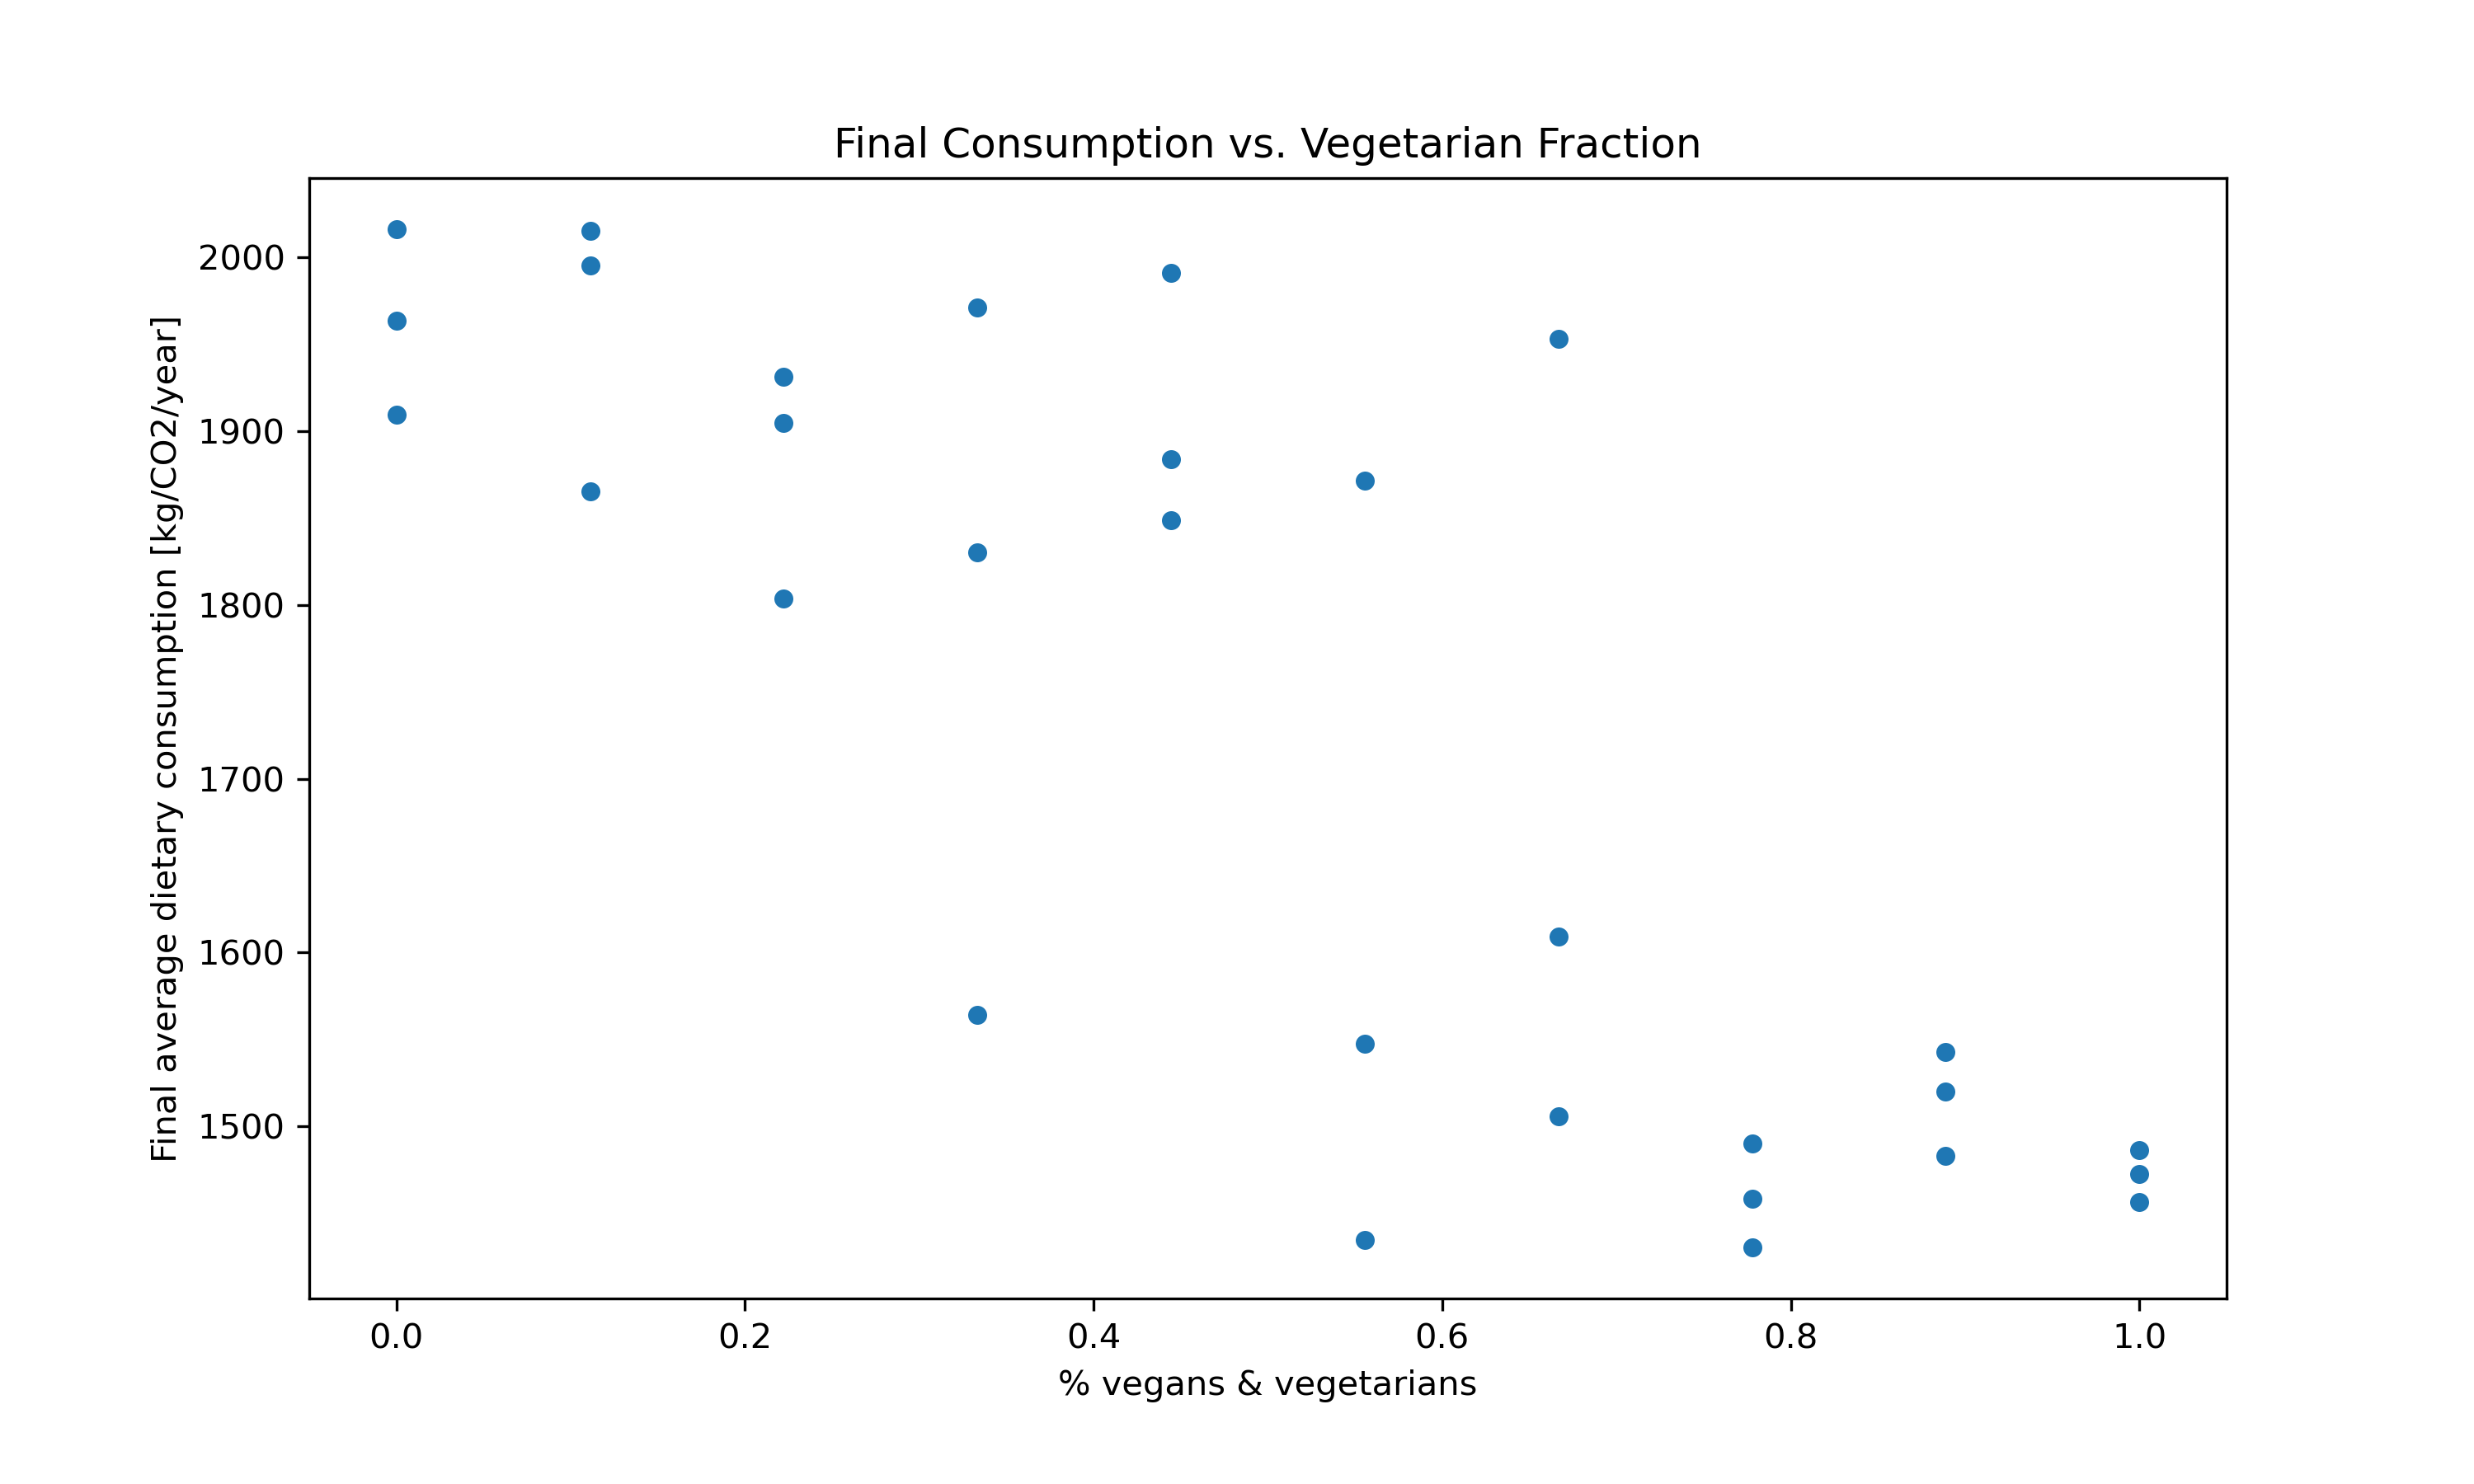 Final Consumption vs. Vegetarian Fraction
Final average dietary consumption [kg/CO2/year]
2000
1900
1800
1700
1600
1500
0.0 0.2 0.4 0.6 0.8 1.0
% vegans & vegetarians